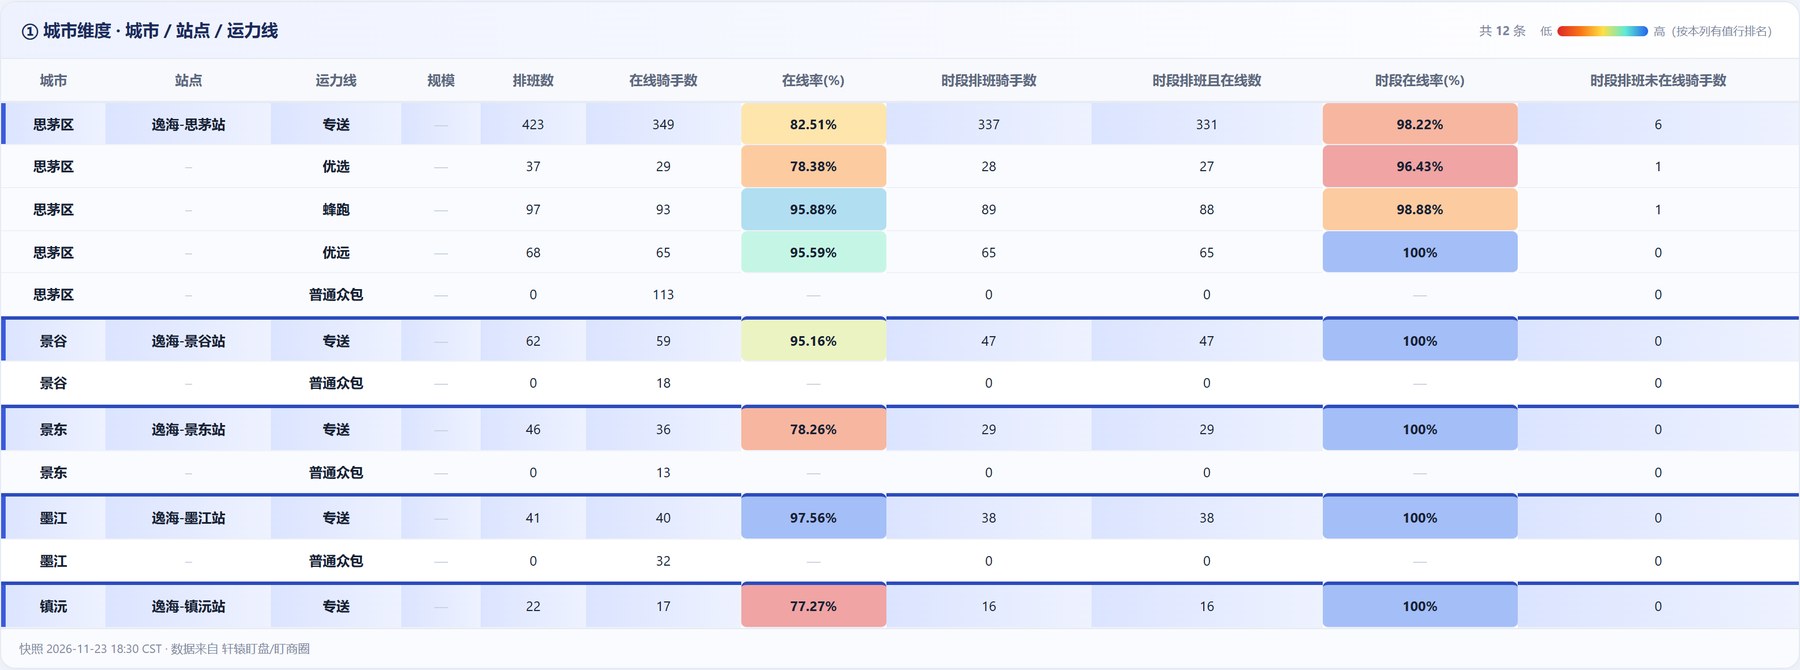 ① 城市维度 · 城市 / 站点 / 运力线
共 12 条 低 高 (按本列有值行排名)
城市 站点 运力线 规模 排班数 在线骑手数 在线率(%) 时段排班骑手数 时段排班且在线数 时段在线率(%) 时段排班未在线骑手数
思茅区 逸海-思茅站 专送 — 423 349 82.51% 337 331 98.22% 6
思茅区 – 优选 — 37 29 78.38% 28 27 96.43% 1
思茅区 – 蜂跑 — 97 93 95.88% 89 88 98.88% 1
思茅区 – 优远 — 68 65 95.59% 65 65 100% 0
思茅区 – 普通众包 — 0 113 — 0 0 — 0
景谷 逸海-景谷站 专送 — 62 59 95.16% 47 47 100% 0
景谷 – 普通众包 — 0 18 — 0 0 — 0
景东 逸海-景东站 专送 — 46 36 78.26% 29 29 100% 0
景东 – 普通众包 — 0 13 — 0 0 — 0
墨江 逸海-墨江站 专送 — 41 40 97.56% 38 38 100% 0
墨江 – 普通众包 — 0 32 — 0 0 — 0
镇沅 逸海-镇沅站 专送 — 22 17 77.27% 16 16 100% 0
快照 2026-11-23 18:30 CST · 数据来自 轩辕盯盘/盯商圈